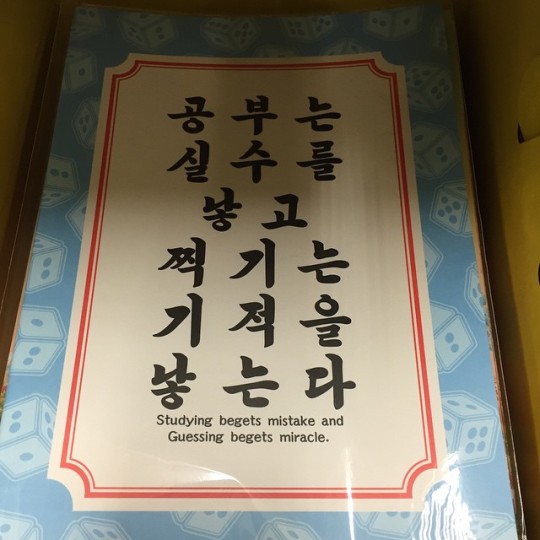 공부는
실수를
낳고
찍기는
기적을
낳는다
Studying begets mistake and
Guessing begets miracle.